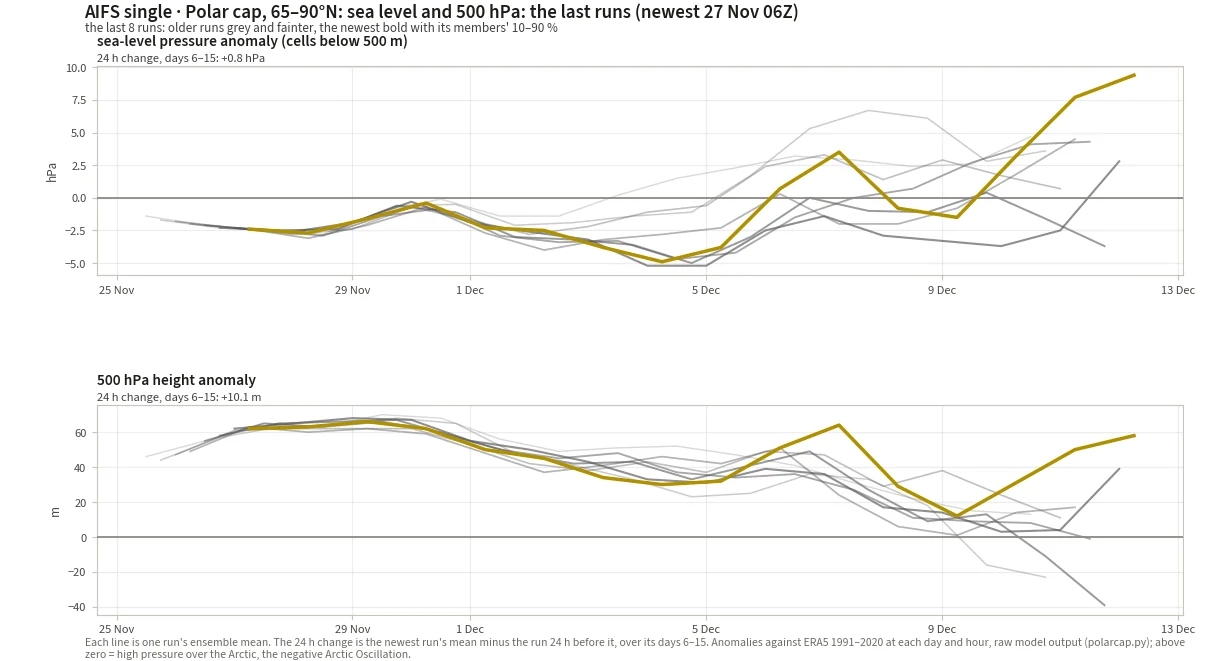 AIFS single · Polar cap, 65–90°N: sea level and 500 hPa: the last runs (newest 27 Nov 06Z)
the last 8 runs: older runs grey and fainter, the newest bold with its members' 10–90 %
sea-level pressure anomaly (cells below 500 m)
24 h change, days 6–15: +0.8 hPa
10.0
7.5
5.0
2.5
0.0
−2.5
−5.0
hPa
25 Nov
29 Nov
1 Dec
5 Dec
9 Dec
13 Dec
500 hPa height anomaly
24 h change, days 6–15: +10.1 m
60
40
20
0
−20
−40
m
25 Nov
29 Nov
1 Dec
5 Dec
9 Dec
13 Dec
Each line is one run's ensemble mean. The 24 h change is the newest run's mean minus the run 24 h before it, over its days 6–15. Anomalies against ERA5 1991–2020 at each day and hour, raw model output (polarcap.py); above
zero = high pressure over the Arctic, the negative Arctic Oscillation.